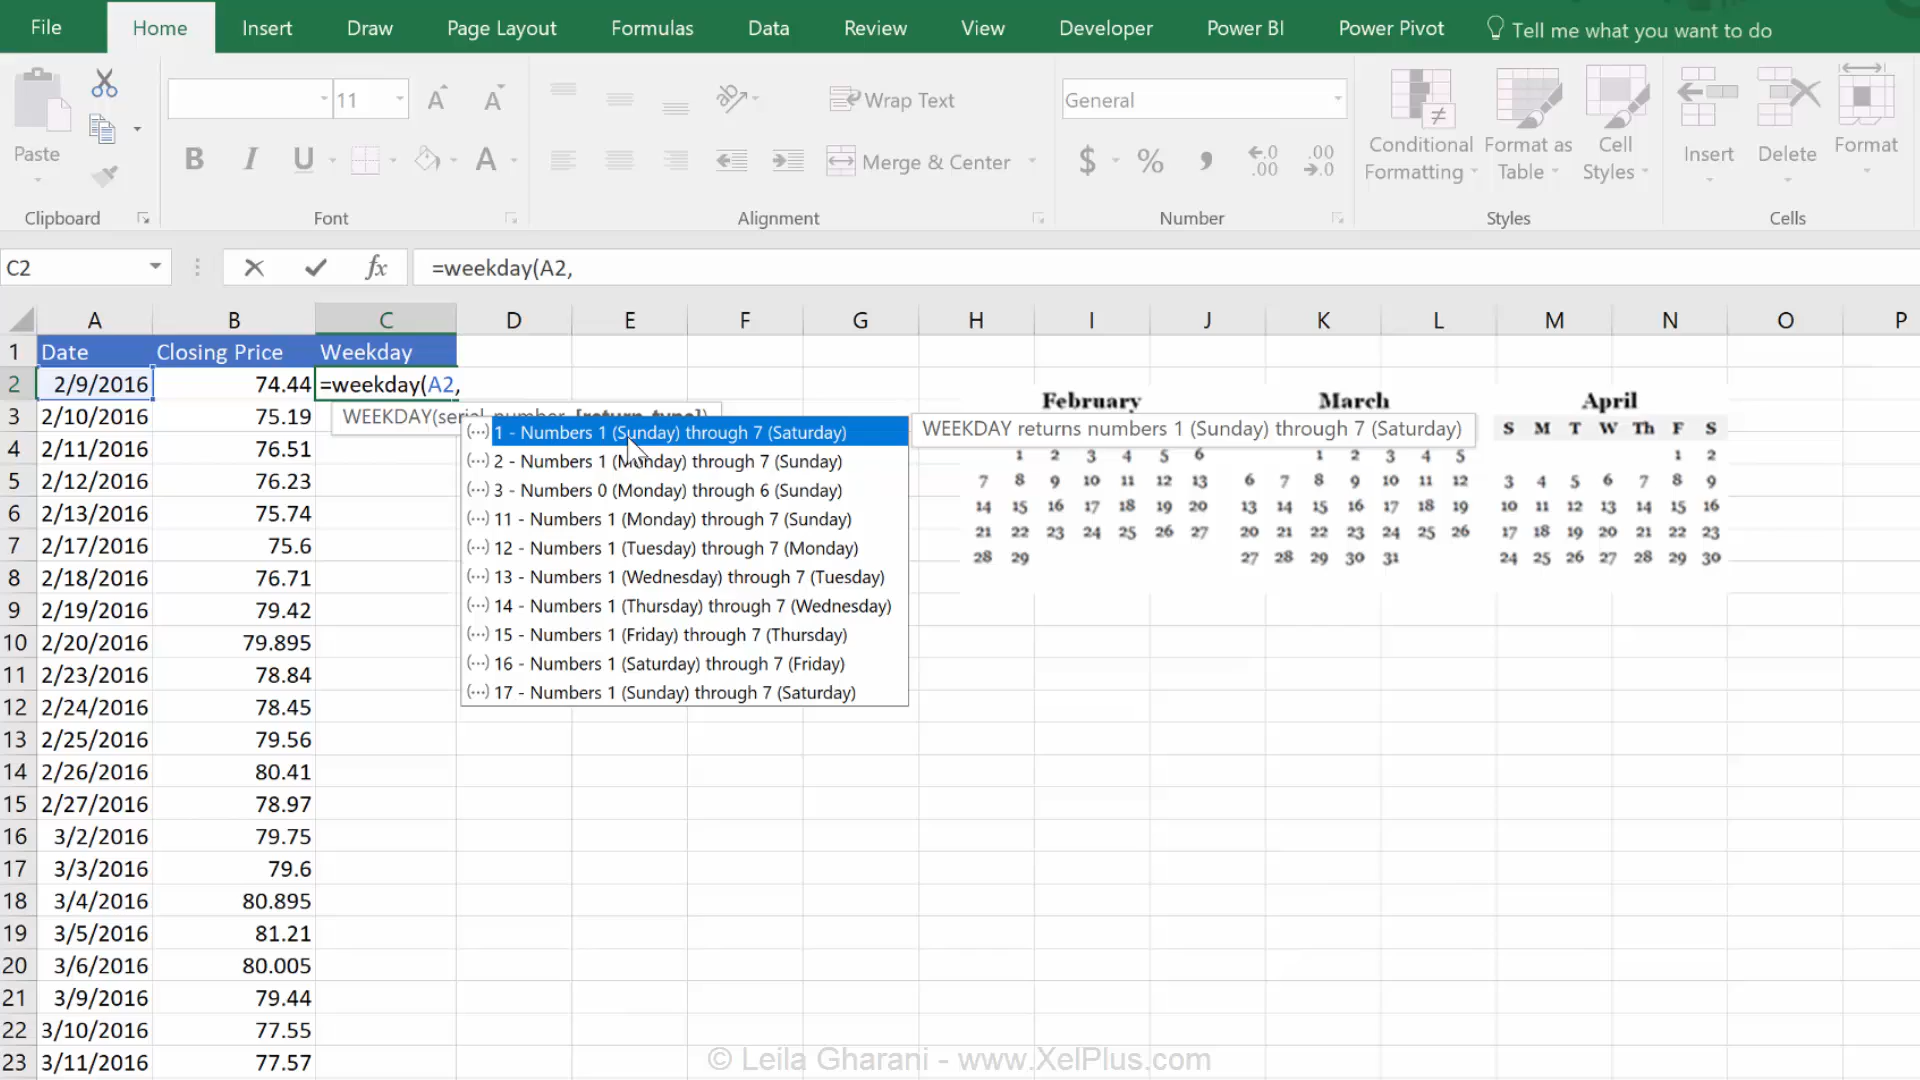 File Home Insert Draw Page Layout Formulas Data Review View Developer Power BI Power Pivot Tell me what you want to do
Paste
Clipboard
11
B I U A
Font
Wrap Text
Merge & Center
Alignment
General
$ % ,
Number
Conditional Formatting
Format as Table
Cell Styles
Styles
Insert Delete Format
Cells
C2 fx =weekday(A2,
A B C D E F G H I J K L M N O P
1 Date Closing Price Weekday
2 2/9/2016 74.44 =weekday(A2,
3 2/10/2016 75.19
4 2/11/2016 76.51
5 2/12/2016 76.23
6 2/13/2016 75.74
7 2/17/2016 75.6
8 2/18/2016 76.71
9 2/19/2016 79.42
10 2/20/2016 79.895
11 2/23/2016 78.84
12 2/24/2016 78.45
13 2/25/2016 79.56
14 2/26/2016 80.41
15 2/27/2016 78.97
16 3/2/2016 79.75
17 3/3/2016 79.6
18 3/4/2016 80.895
19 3/5/2016 81.21
20 3/6/2016 80.005
21 3/9/2016 79.44
22 3/10/2016 77.55
23 3/11/2016 77.57
WEEKDAY(serial_number, [return_type])
(...) 1 - Numbers 1 (Sunday) through 7 (Saturday)
(...) 2 - Numbers 1 (Monday) through 7 (Sunday)
(...) 3 - Numbers 0 (Monday) through 6 (Sunday)
(...) 11 - Numbers 1 (Monday) through 7 (Sunday)
(...) 12 - Numbers 1 (Tuesday) through 7 (Monday)
(...) 13 - Numbers 1 (Wednesday) through 7 (Tuesday)
(...) 14 - Numbers 1 (Thursday) through 7 (Wednesday)
(...) 15 - Numbers 1 (Friday) through 7 (Thursday)
(...) 16 - Numbers 1 (Saturday) through 7 (Friday)
(...) 17 - Numbers 1 (Sunday) through 7 (Saturday)
WEEKDAY returns numbers 1 (Sunday) through 7 (Saturday)
February
1 2 3 4 5 6
7 8 9 10 11 12 13
14 15 16 17 18 19 20
21 22 23 24 25 26 27
28 29
March
1 2 3 4 5
6 7 8 9 10 11 12
13 14 15 16 17 18 19
20 21 22 23 24 25 26
27 28 29 30 31
April
S M T W Th F S
1 2
3 4 5 6 7 8 9
10 11 12 13 14 15 16
17 18 19 20 21 22 23
24 25 26 27 28 29 30
© Leila Gharani - www.XelPlus.com